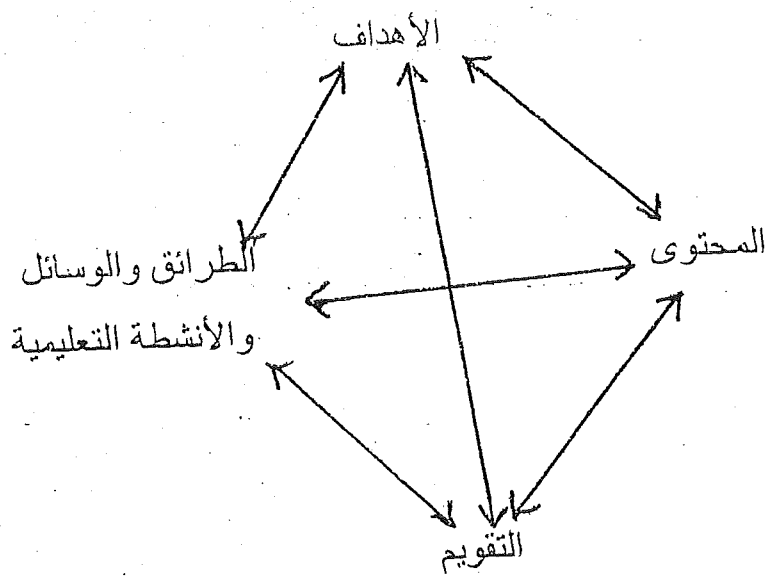 الأهداف
المحتوى
الطرائق والوسائل
والأنشطة التعليمية
التقويم